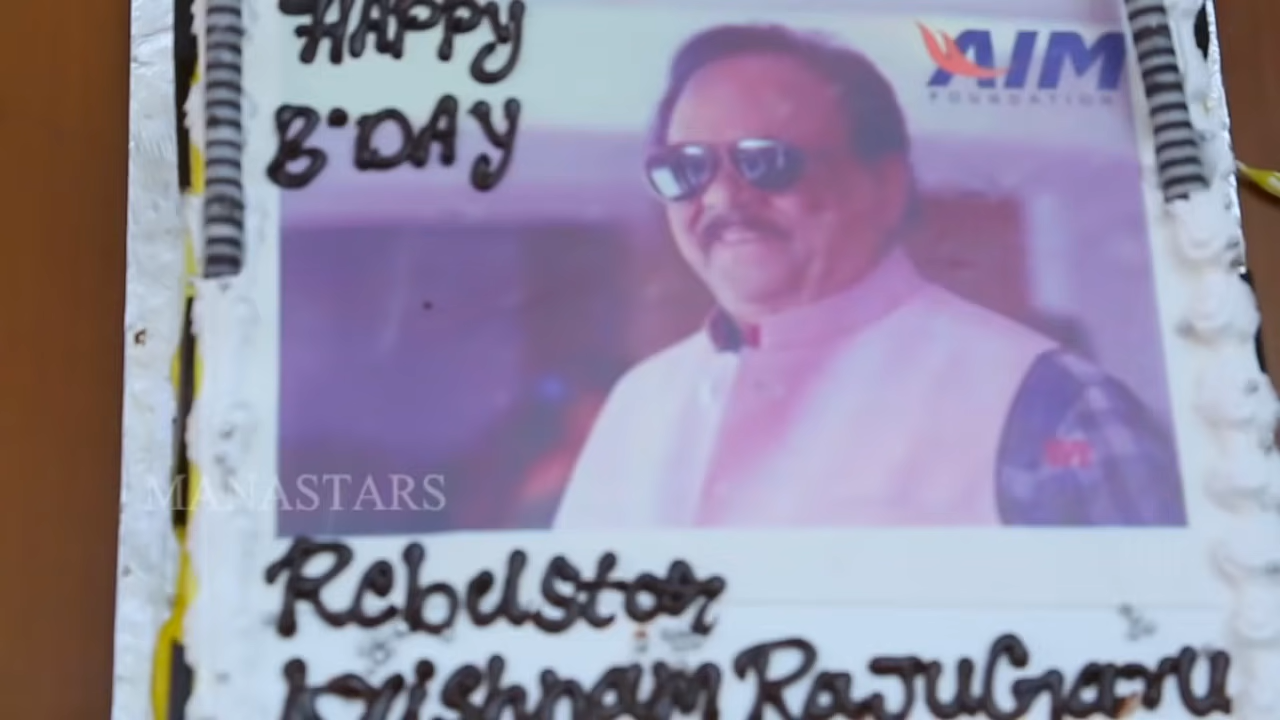 HAPPY
B·DAY
AIM
FOUNDATION
MANASTARS
Rebelstar
Krishnam RajuGaru